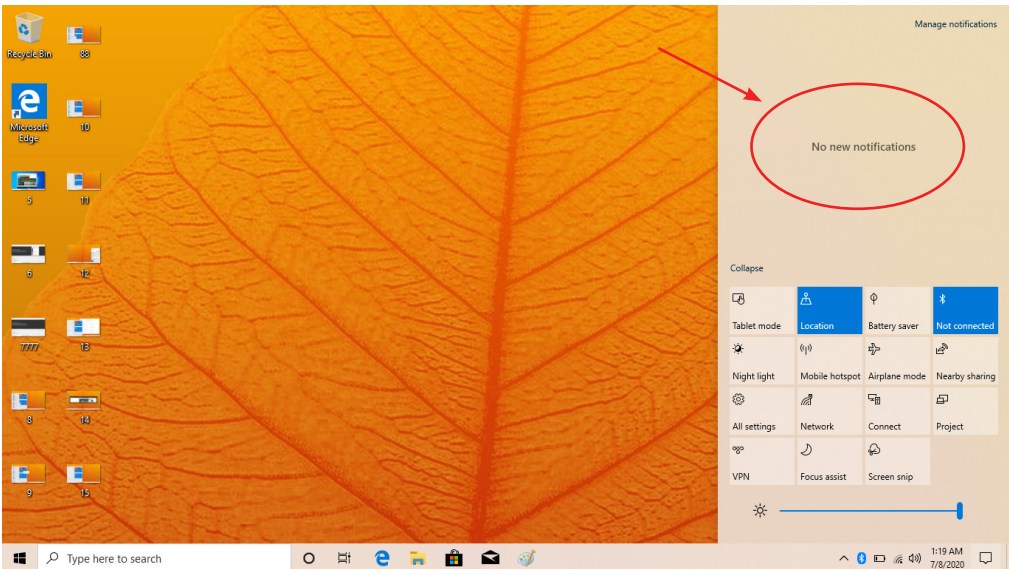 Recycle Bin
88
Microsoft
Edge
10
5
11
6
12
7777
13
8
14
9
15
Manage notifications
No new notifications
Collapse
Tablet mode
Location
Battery saver
Not connected
Night light
Mobile hotspot
Airplane mode
Nearby sharing
All settings
Network
Connect
Project
VPN
Focus assist
Screen snip
Type here to search
1:19 AM
7/8/2020